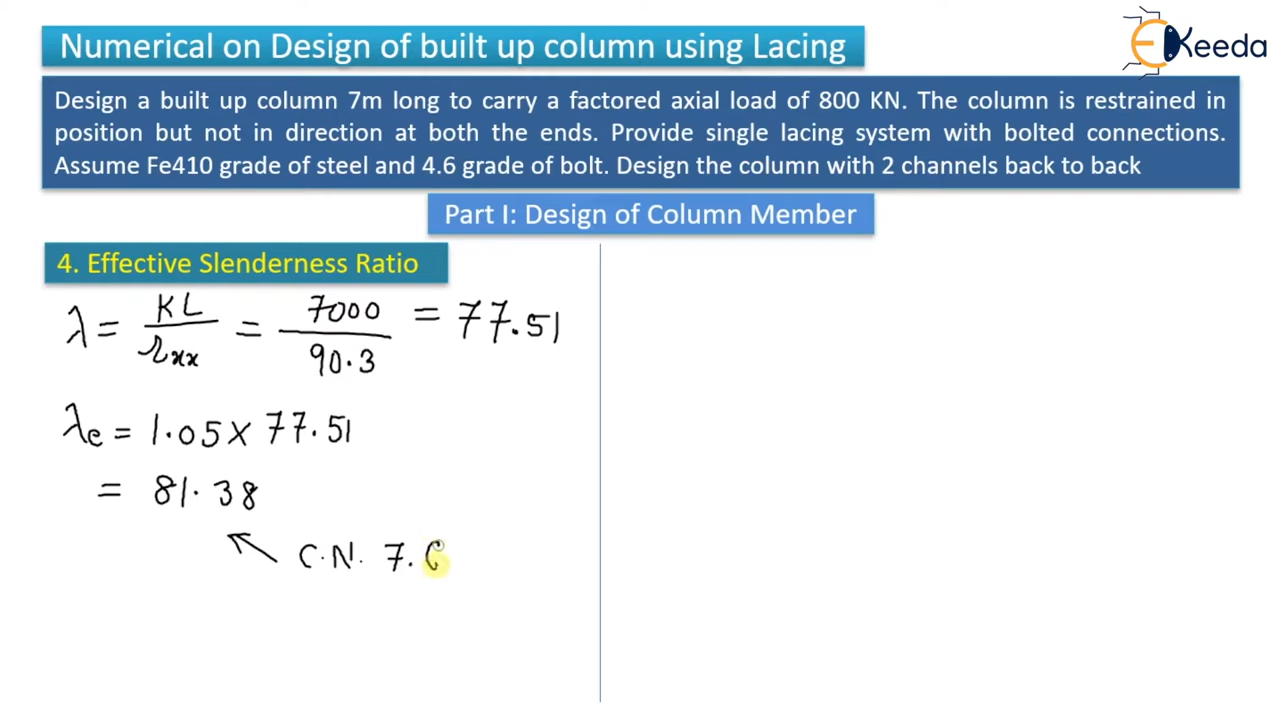 Numerical on Design of built up column using Lacing
EKeeda
Design a built up column 7m long to carry a factored axial load of 800 KN. The column is restrained in
position but not in direction at both the ends. Provide single lacing system with bolted connections.
Assume Fe410 grade of steel and 4.6 grade of bolt. Design the column with 2 channels back to back
Part I: Design of Column Member
4. Effective Slenderness Ratio
λ = KL / rxx = 7000 / 90.3 = 77.51
λe = 1.05 × 77.51
= 81.38
C.N. 7.